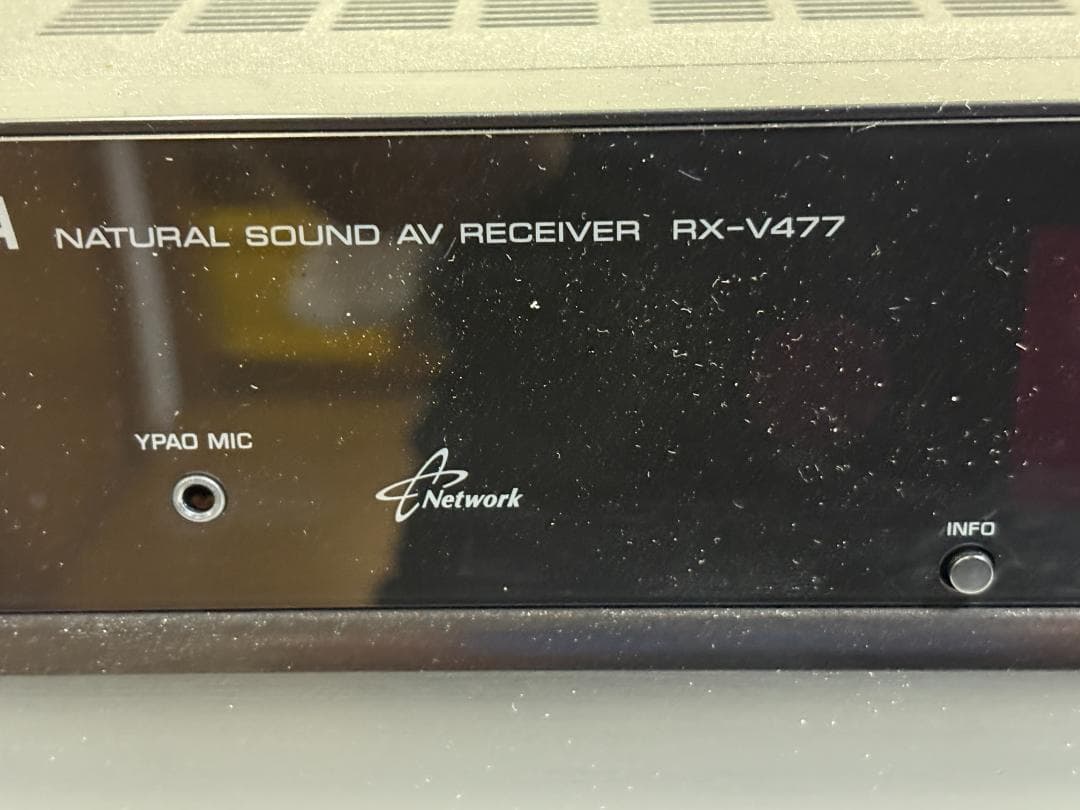 A NATURAL SOUND AV RECEIVER RX-V477
YPAO MIC
Network
INFO